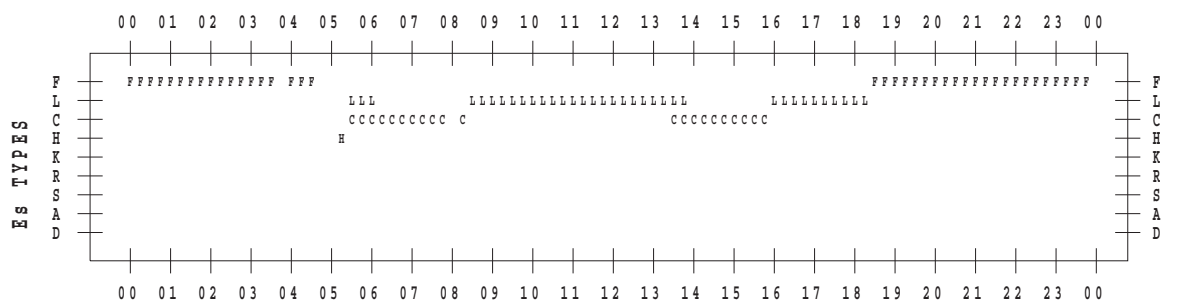 00 01 02 03 04 05 06 07 08 09 10 11 12 13 14 15 16 17 18 19 20 21 22 23 00
F FFFFFFFFFFFFFFF FFF FFFFFFFFFFFFFFFFFFFFFF F
L LLL LLLLLLLLLLLLLLLLLLLLLL LLLLLLLLLL L
C CCCCCCCCCC C CCCCCCCCCC C
H H H
K K
R R
S S
A A
D D
Es TYPES
00 01 02 03 04 05 06 07 08 09 10 11 12 13 14 15 16 17 18 19 20 21 22 23 00